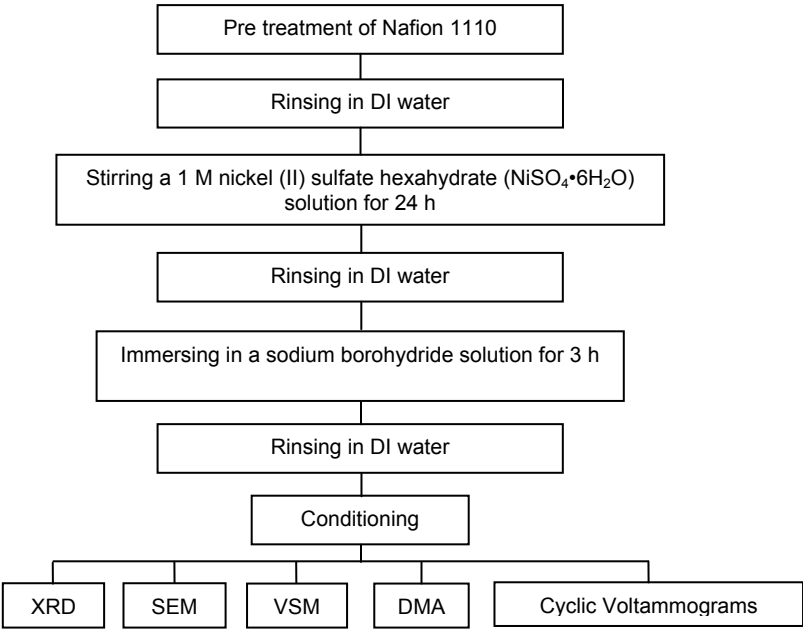 Pre treatment of Nafion 1110
Rinsing in DI water
Stirring a 1 M nickel (II) sulfate hexahydrate (NiSO₄•6H₂O)
solution for 24 h
Rinsing in DI water
Immersing in a sodium borohydride solution for 3 h
Rinsing in DI water
Conditioning
XRD
SEM
VSM
DMA
Cyclic Voltammograms